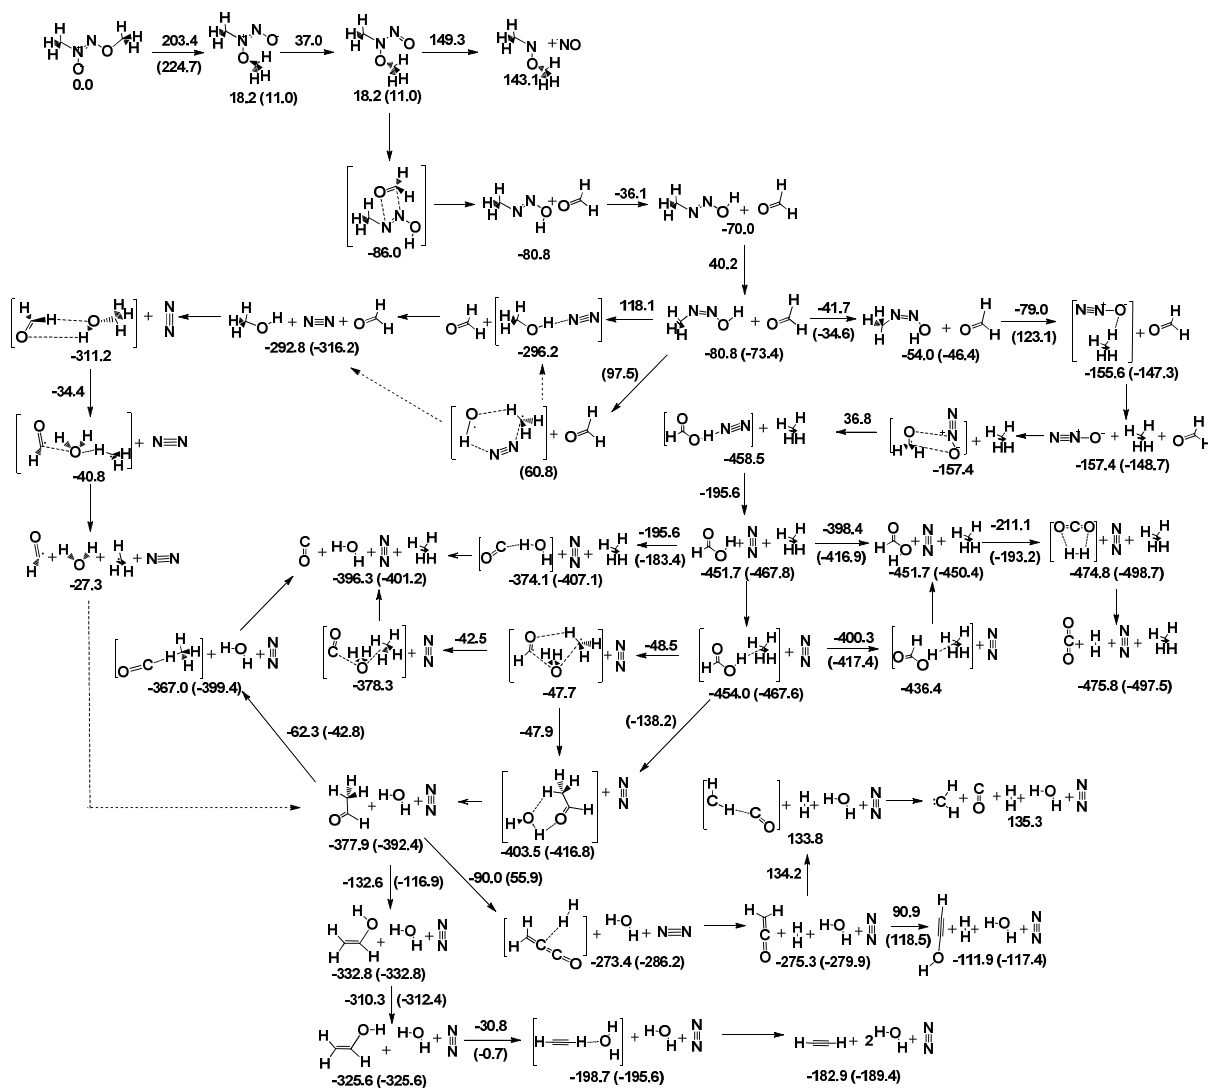 H H H N N O C H H H O
0.0
203.4
(224.7)
H H H N N O O H H H
18.2 (11.0)
37.0
H H H N N O O H H H
18.2 (11.0)
149.3
H H H N O H H H + NO
143.1
H O H H H H N N O H
-86.0
H H H N N O H + O H H
-80.8
-36.1
H H H N N O H + O H H
-70.0
40.2
H H O O H H H H + N N
-311.2
H H H O H + N≡N + O H H
-292.8 (-316.2)
O H H + H H H O H N≡N
-296.2
118.1
H H H N N O H + O H H
-80.8 (-73.4)
-41.7
(-34.6)
H H H N N O H + O H H
-54.0 (-46.4)
-79.0
(123.1)
N=N O H H H H + O H H
-155.6 (-147.3)
(97.5)
-34.4
O H H O H H H H + N≡N
-40.8
O H H H H N=N + O H H
(60.8)
O O H H N≡N + H H H H
-458.5
36.8
O H H N N O + H H H H
-157.4
N=N O + H H H H + O H H
-157.4 (-148.7)
-195.6
O H + H O H + H H H H + N≡N
-27.3
C O + H O H + N N + H H H H
-396.3 (-401.2)
O C H O H + N N + H H H H
-374.1 (-407.1)
-195.6
(-183.4)
H O O H + N N + H H H H
-451.7 (-467.8)
-398.4
(-416.9)
H O O H + N N + H H H H
-451.7 (-450.4)
-211.1
(-193.2)
O=C=O H-H + N N + H H H H
-474.8 (-498.7)
O C H H H H + H O H + N N
-367.0 (-399.4)
C O H H O H H H H + N N
-378.3
-42.5
O H H H O H H H H + N N
-47.7
-48.5
O H O H H H H H + N N
-454.0 (-467.6)
-400.3
(-417.4)
O H O H H H H H + N N
-436.4
O C O + H H + N N + H H H H
-475.8 (-497.5)
-62.3 (-42.8)
-47.9
(-138.2)
H H H O H + H O H + N N
-377.9 (-392.4)
H H H H O H O H + N N
-403.5 (-416.8)
H C H C O + H H + H O H + N N
133.8
H :C H + C O + H H + H O H + N N
135.3
-132.6 (-116.9)
-90.0 (55.9)
134.2
H O H H H + H O H + N N
-332.8 (-332.8)
H H H H C C O + H O H + N≡N
-273.4 (-286.2)
H H C C O + H H + H O H + N N
-275.3 (-279.9)
90.9
(118.5)
H H O + H H + H O H + N N
-111.9 (-117.4)
-310.3 (-312.4)
O-H H H H + H O H + N N
-325.6 (-325.6)
-30.8
(-0.7)
H H O H H + H O H + N N
-198.7 (-195.6)
H H + 2 H O H + N N
-182.9 (-189.4)